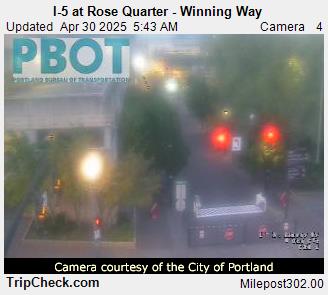 I-5 at Rose Quarter - Winning Way
Updated Apr 30 2025 5:43 AM Camera 4
PBOT
PORTLAND BUREAU OF TRANSPORTATION
Camera courtesy of the City of Portland
TripCheck.com Milepost302.00